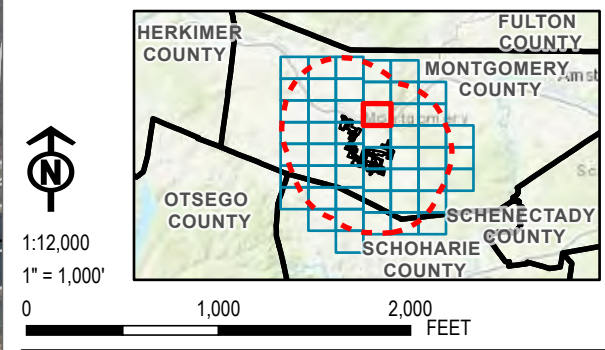 HERKIMER
COUNTY
FULTON
COUNTY
MONTGOMERY
COUNTY
OTSEGO
COUNTY
SCHENECTADY
COUNTY
SCHOHARIE
COUNTY
N
1:12,000
1" = 1,000'
0 1,000 2,000
FEET